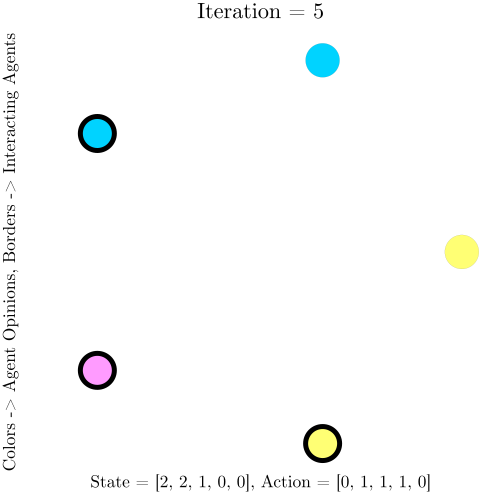 Iteration = 5
Colors -> Agent Opinions, Borders -> Interacting Agents
State = [2, 2, 1, 0, 0], Action = [0, 1, 1, 1, 0]